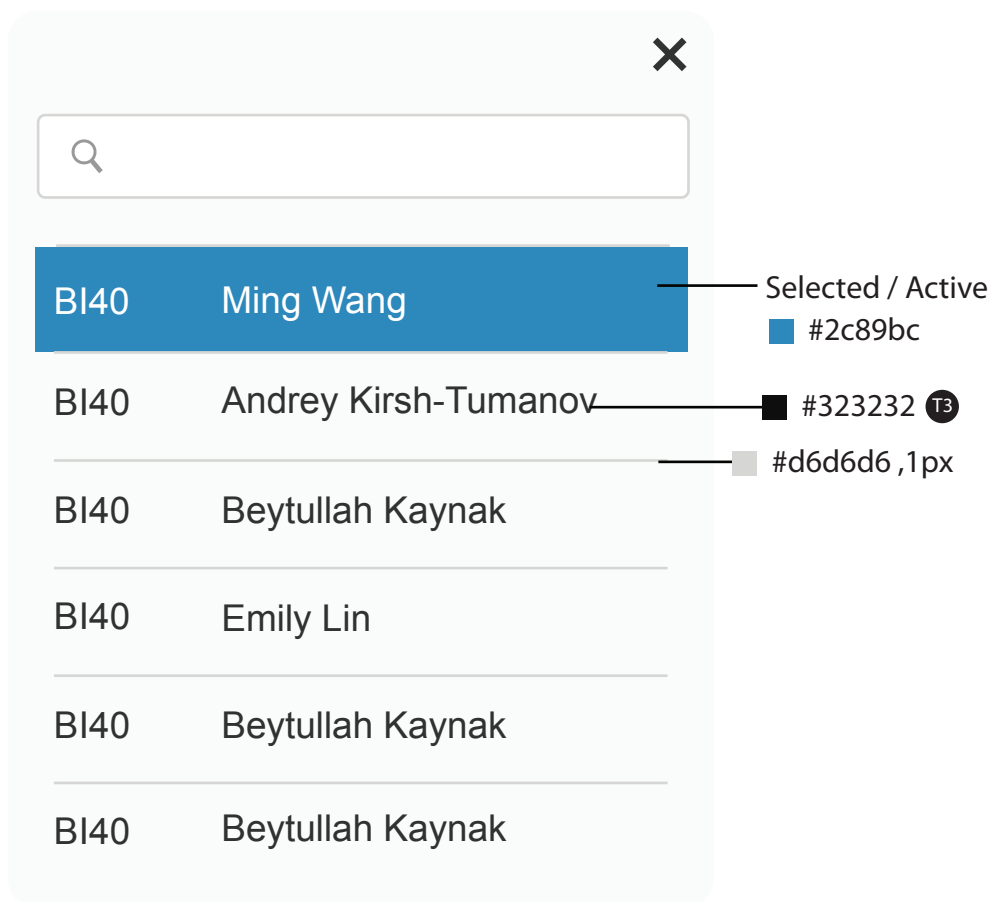 BI40 Ming Wang
Selected / Active
#2c89bc
BI40 Andrey Kirsh-Tumanov
#323232 T3
#d6d6d6 ,1px
BI40 Beytullah Kaynak
BI40 Emily Lin
BI40 Beytullah Kaynak
BI40 Beytullah Kaynak